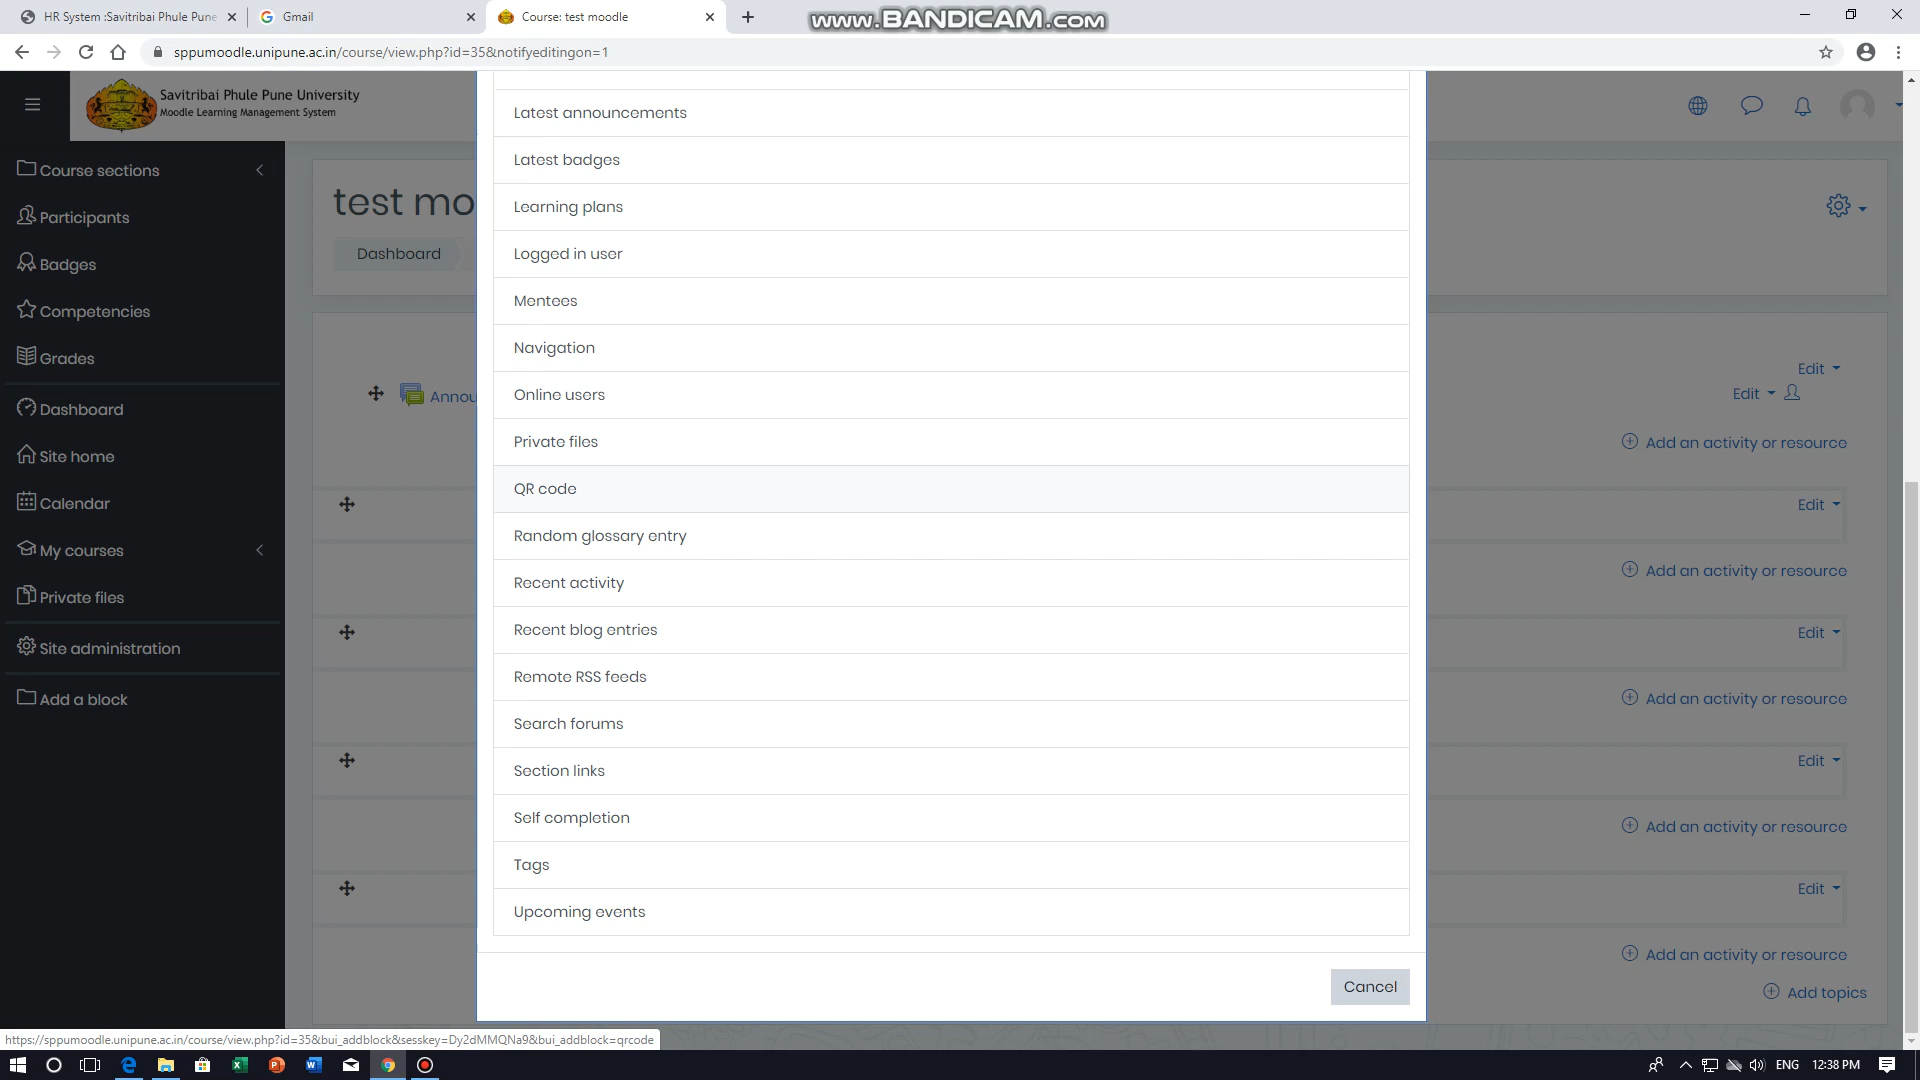 HR System :Savitribai Phule Pune
Gmail
Course: test moodle
www.BANDICAM.com
sppumoodle.unipune.ac.in/course/view.php?id=35&notifyeditingon=1
Savitribai Phule Pune University
Moodle Learning Management System
Course sections
Participants
Badges
Competencies
Grades
Dashboard
Site home
Calendar
My courses
Private files
Site administration
Add a block
test mo
Dashboard
Annou
Latest announcements
Latest badges
Learning plans
Logged in user
Mentees
Navigation
Online users
Private files
QR code
Random glossary entry
Recent activity
Recent blog entries
Remote RSS feeds
Search forums
Section links
Self completion
Tags
Upcoming events
Cancel
Edit
Edit
Add an activity or resource
Edit
Add an activity or resource
Edit
Add an activity or resource
Edit
Add an activity or resource
Edit
Add an activity or resource
Add topics
https://sppumoodle.unipune.ac.in/course/view.php?id=35&bui_addblock&sesskey=Dy2dMMQNa9&bui_addblock=qrcode
ENG
12:38 PM